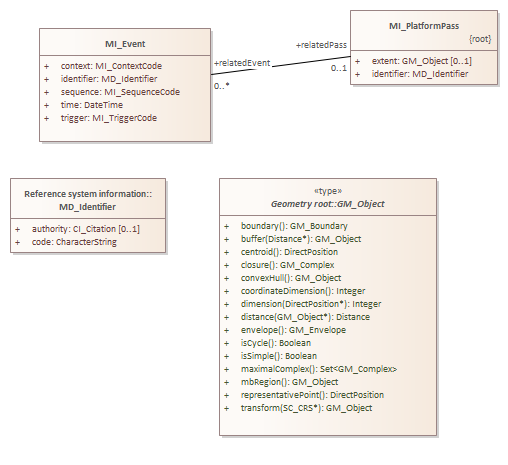 MI_Event
+ context: MI_ContextCode
+ identifier: MD_Identifier
+ sequence: MI_SequenceCode
+ time: DateTime
+ trigger: MI_TriggerCode
+relatedEvent
0..*
+relatedPass
0..1
MI_PlatformPass
{root}
+ extent: GM_Object [0..1]
+ identifier: MD_Identifier
Reference system information::
MD_Identifier
+ authority: CI_Citation [0..1]
+ code: CharacterString
«type»
Geometry root::GM_Object
+ boundary(): GM_Boundary
+ buffer(Distance*): GM_Object
+ centroid(): DirectPosition
+ closure(): GM_Complex
+ convexHull(): GM_Object
+ coordinateDimension(): Integer
+ dimension(DirectPosition*): Integer
+ distance(GM_Object*): Distance
+ envelope(): GM_Envelope
+ isCycle(): Boolean
+ isSimple(): Boolean
+ maximalComplex(): Set<GM_Complex>
+ mbRegion(): GM_Object
+ representativePoint(): DirectPosition
+ transform(SC_CRS*): GM_Object